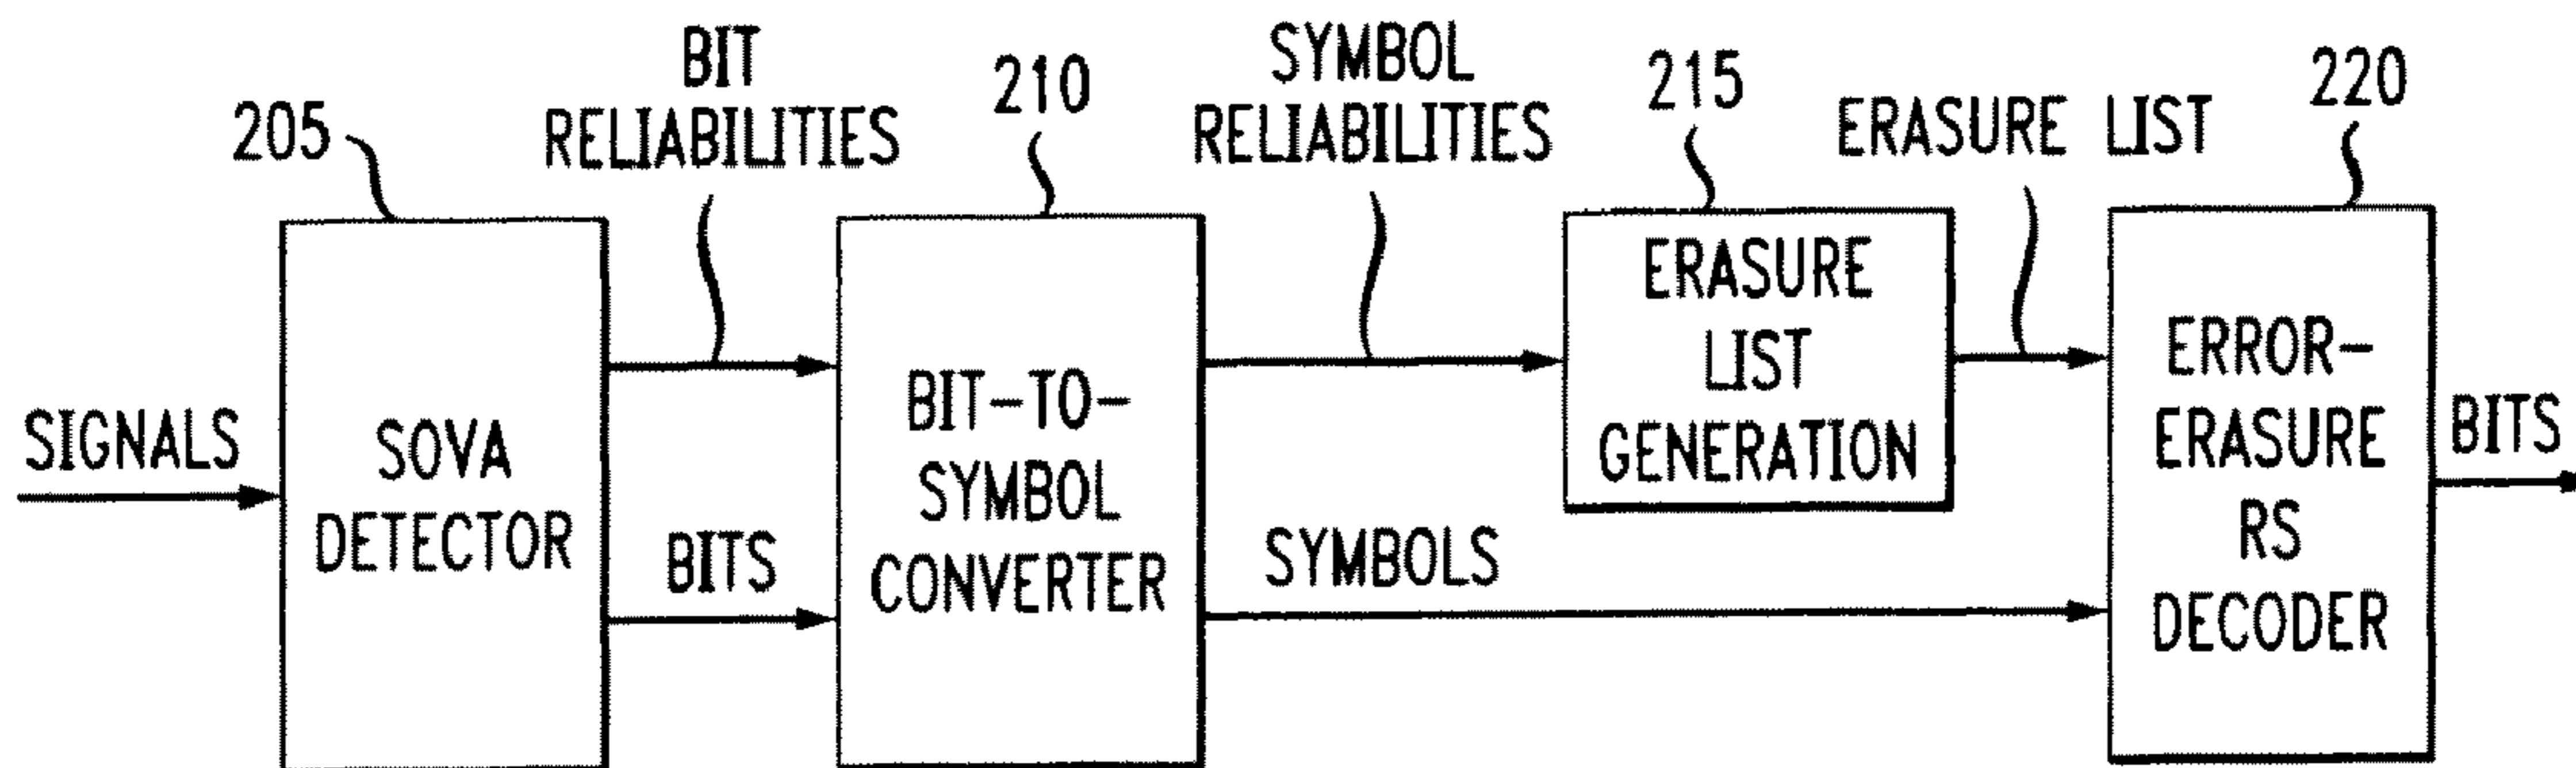 BIT
RELIABILITIES
SYMBOL
RELIABILITIES
ERASURE LIST
205
210
215
220
SIGNALS
SOVA
DETECTOR
BITS
BIT-TO-
SYMBOL
CONVERTER
SYMBOLS
ERASURE
LIST
GENERATION
ERROR-
ERASURE
RS
DECODER
BITS